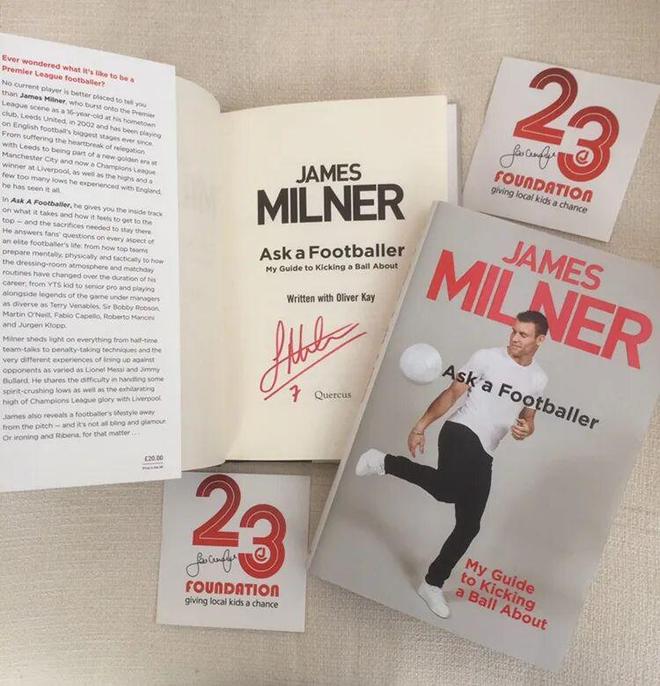 Ever wondered what it's like to be a
Premier League footballer?
No current player is better placed to tell you
than James Milner, who burst onto the Premier
League scene as a 16-year-old at his hometown
club, Leeds United, in 2002 and has been playing
on English football's biggest stages ever since.
From suffering the heartbreak of relegation
with Leeds to being part of a new golden era at
Manchester City and now a Champions League
winner at Liverpool, as well as the highs and a
few too many lows he experienced with England,
he has seen it all.
In Ask A Footballer, he gives you the inside track
on what it takes and how it feels to get to the
top – and the sacrifices needed to stay there.
He answers fans' questions on every aspect of
an elite footballer's life: from how top teams
prepare mentally, physically and tactically to how
the dressing-room atmosphere and matchday
routines have changed over the duration of his
career; from YTS kid to senior pro and playing
alongside legends of the game under managers
as diverse as Terry Venables, Sir Bobby Robson,
Martin O'Neill, Fabio Capello, Roberto Mancini
and Jurgen Klopp.
Milner sheds light on everything from half-time
team-talks to penalty-taking techniques and the
very different experiences of lining up against
opponents as varied as Lionel Messi and Jimmy
Bullard. He shares the difficulty in handling some
spirit-crushing lows as well as the exhilarating
high of Champions League glory with Liverpool.
James also reveals a footballer's lifestyle away
from the pitch – and it's not all bling and glamour.
Or ironing and Ribena, for that matter . . .
£20.00
JAMES
MILNER
Ask a Footballer
My Guide to Kicking a Ball About
Written with Oliver Kay
7
Quercus
23
FOUNDATION
giving local kids a chance
JAMES
MILNER
Ask a Footballer
My Guide
to Kicking
a Ball About
23
FOUNDATION
giving local kids a chance